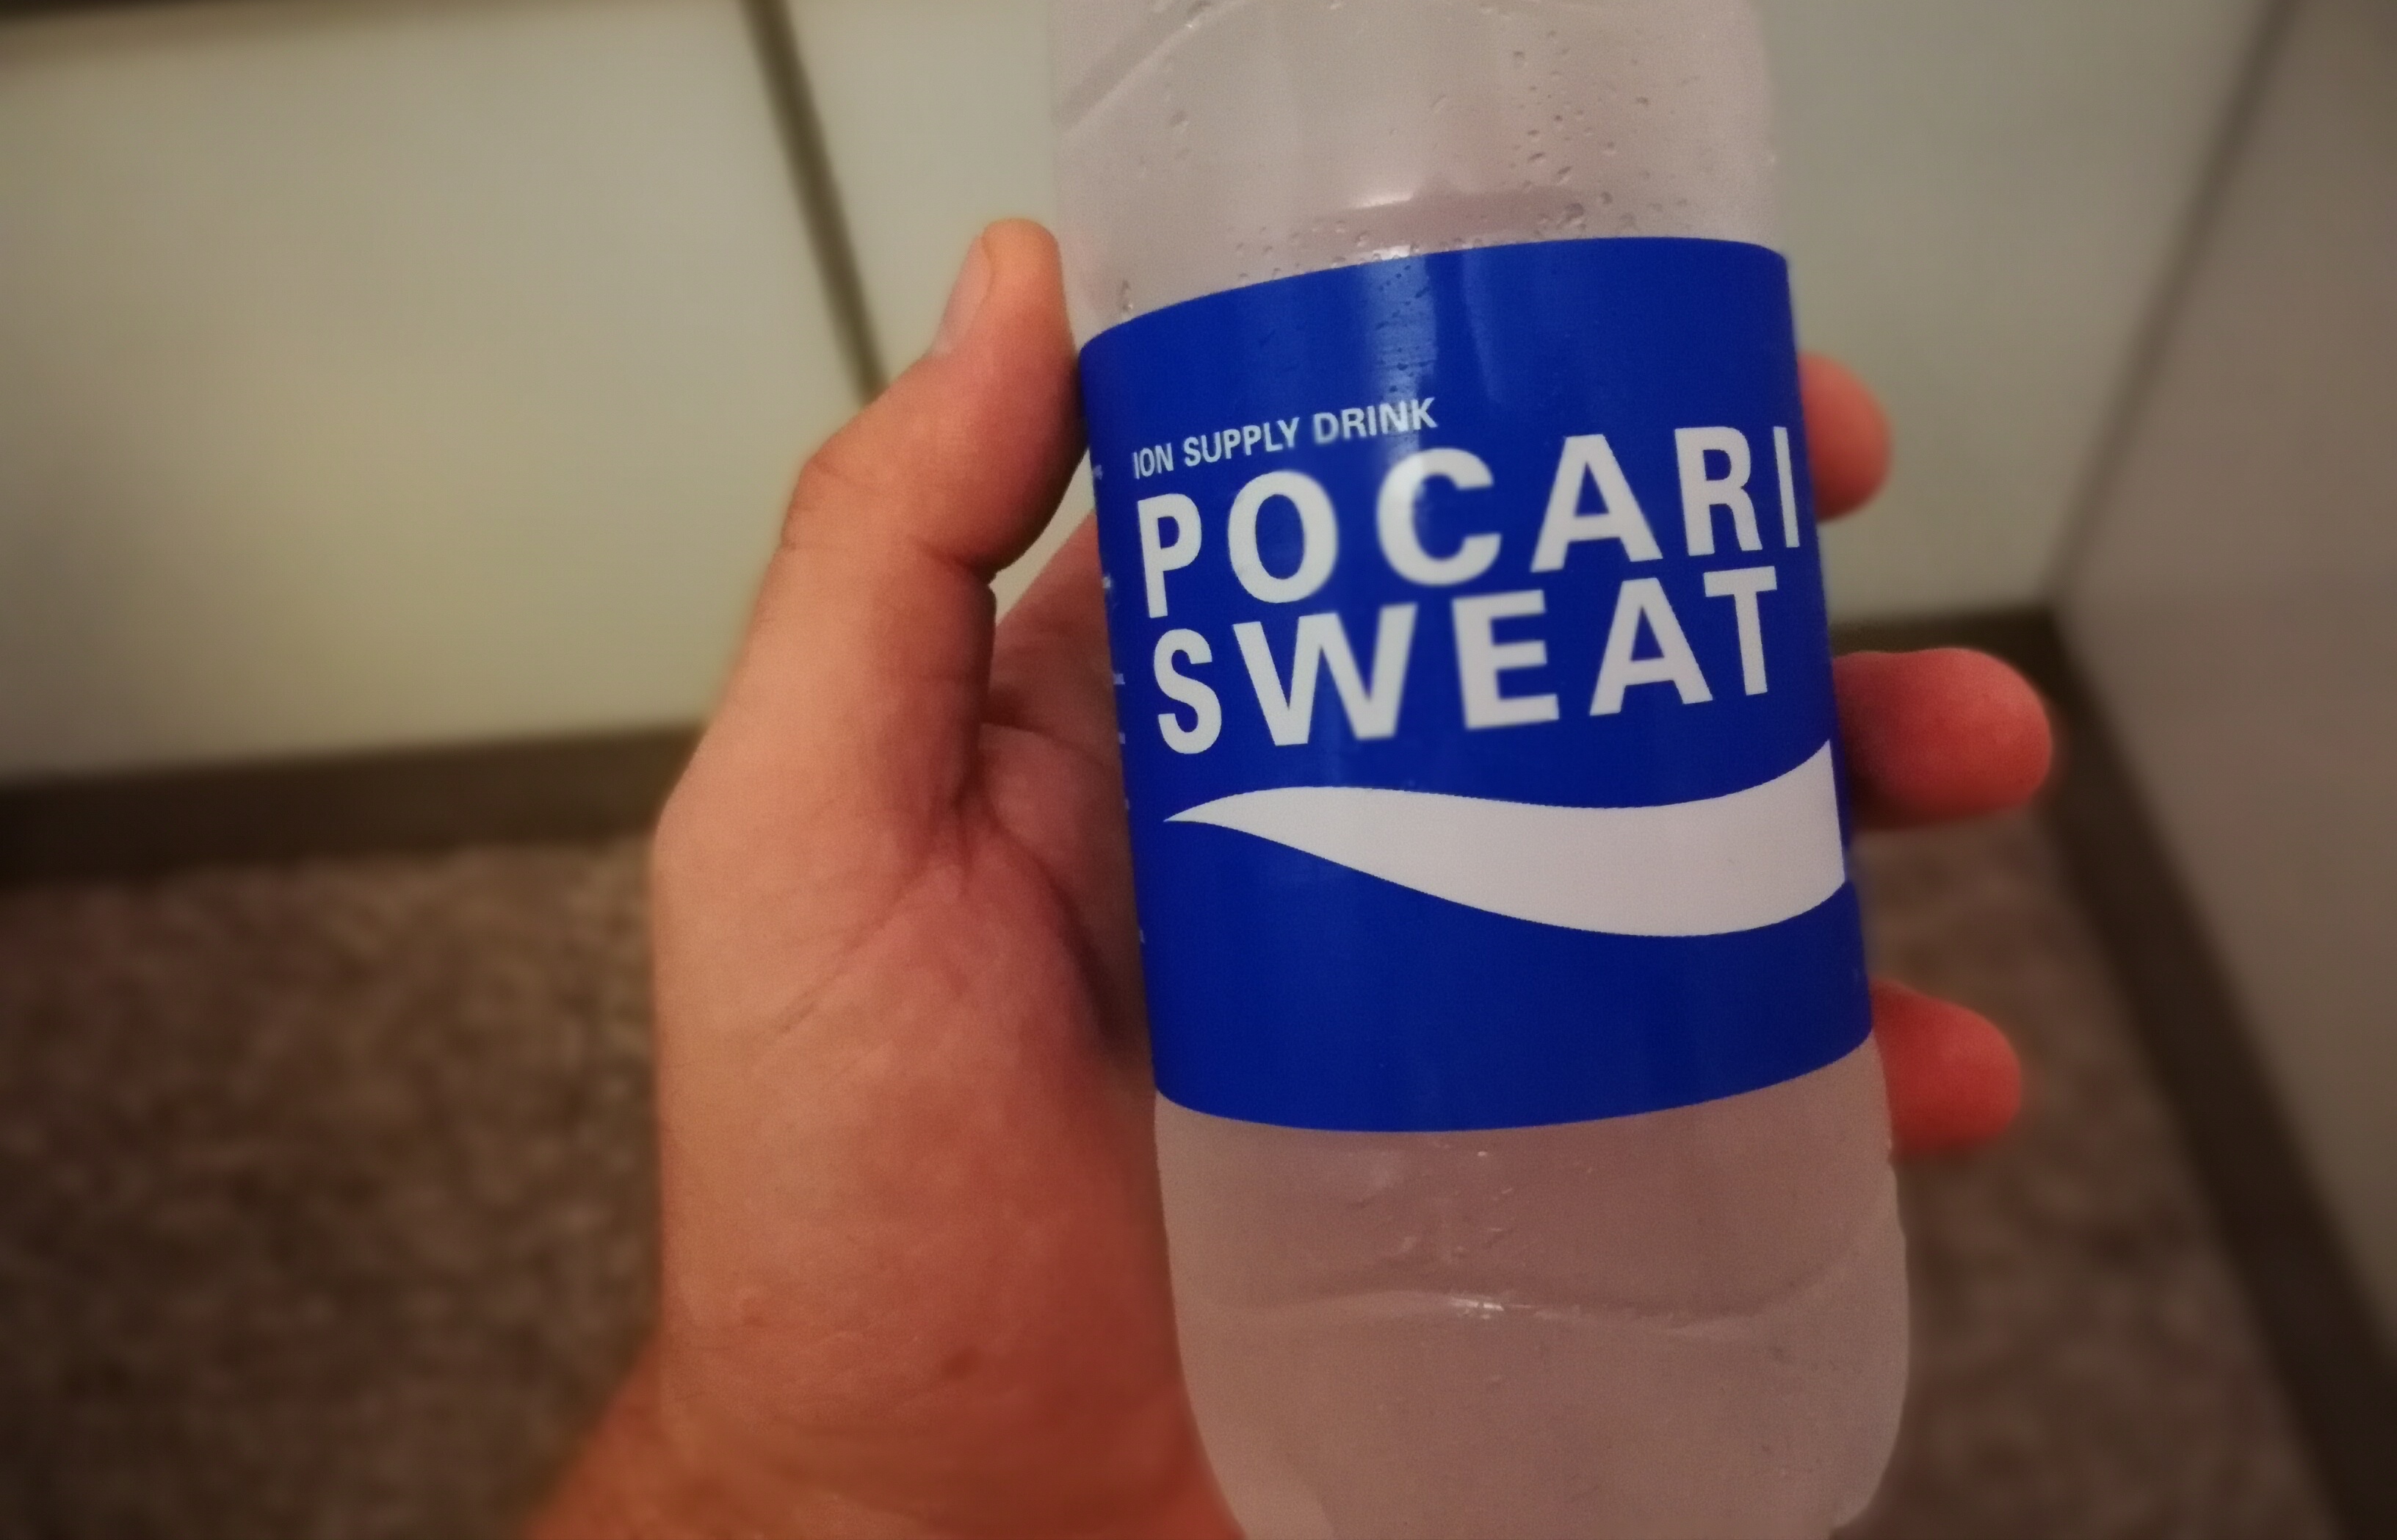 ION SUPPLY DRINK
POCARI
SWEAT